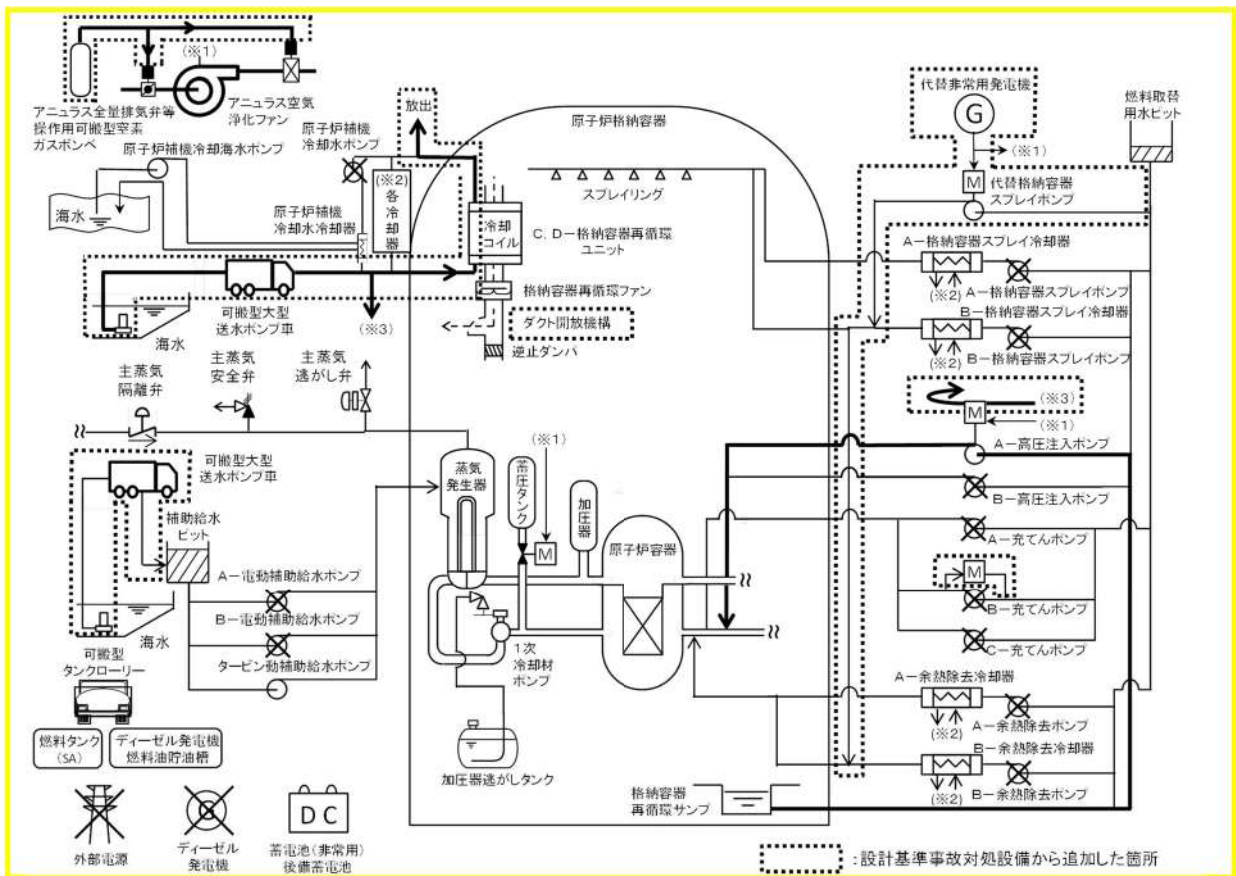 (※1)
アニュラス全量排気弁等
操作用可搬型窒素
ガスボンベ
アニュラス空気
浄化ファン
原子炉補機冷却海水ポンプ
海水
原子炉補機
冷却水ポンプ
放出
(※2)
各
冷
却
器
原子炉補機
冷却水冷却器
冷却
コイル
原子炉格納容器
スプレイリング
C, D－格納容器再循環
ユニット
格納容器再循環ファン
ダクト開放機構
逆止ダンパ
可搬型大型
送水ポンプ車
海水
(※3)
代替非常用発電機
G
(※1)
M
代替格納容器
スプレイポンプ
燃料取替
用水ピット
A－格納容器スプレイ冷却器
(※2)
A－格納容器スプレイポンプ
B－格納容器スプレイ冷却器
(※2)
B－格納容器スプレイポンプ
(※3)
M
(※1)
A－高圧注入ポンプ
B－高圧注入ポンプ
A－充てんポンプ
M
B－充てんポンプ
C－充てんポンプ
A－余熱除去冷却器
(※2)
A－余熱除去ポンプ
B－余熱除去冷却器
(※2)
B－余熱除去ポンプ
主蒸気
隔離弁
主蒸気
安全弁
主蒸気
逃がし弁
可搬型大型
送水ポンプ車
補助給水
ピット
A－電動補助給水ポンプ
B－電動補助給水ポンプ
タービン動補助給水ポンプ
海水
蒸気
発生器
蓄圧タンク
(※1)
M
加圧器
原子炉容器
1次
冷却材
ポンプ
加圧器逃がしタンク
格納容器
再循環サンプ
可搬型
タンクローリー
燃料タンク
(SA)
ディーゼル発電機
燃料油貯油槽
外部電源
ディーゼル
発電機
DC
蓄電池(非常用)
後備蓄電池
:設計基準事故対処設備から追加した箇所